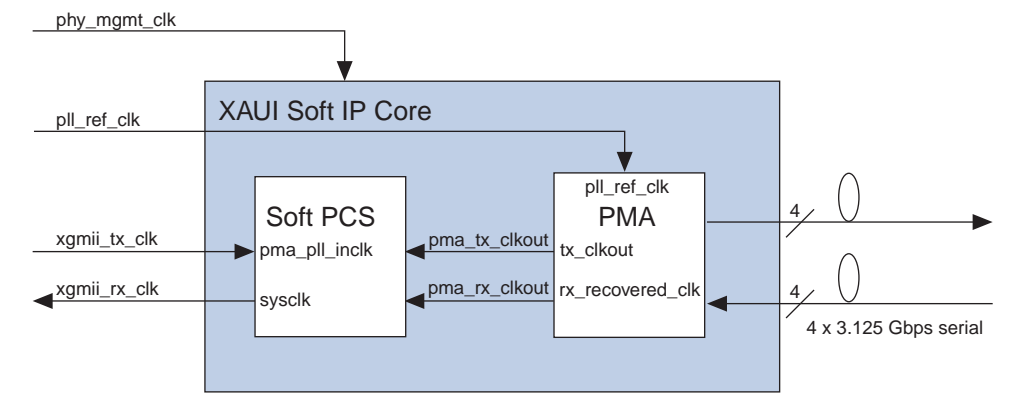 phy_mgmt_clk
XAUI Soft IP Core
pll_ref_clk
pll_ref_clk
Soft PCS
PMA
4
xgmii_tx_clk
pma_pll_inclk
pma_tx_clkout
tx_clkout
xgmii_rx_clk
sysclk
pma_rx_clkout
rx_recovered_clk
4
4 x 3.125 Gbps serial